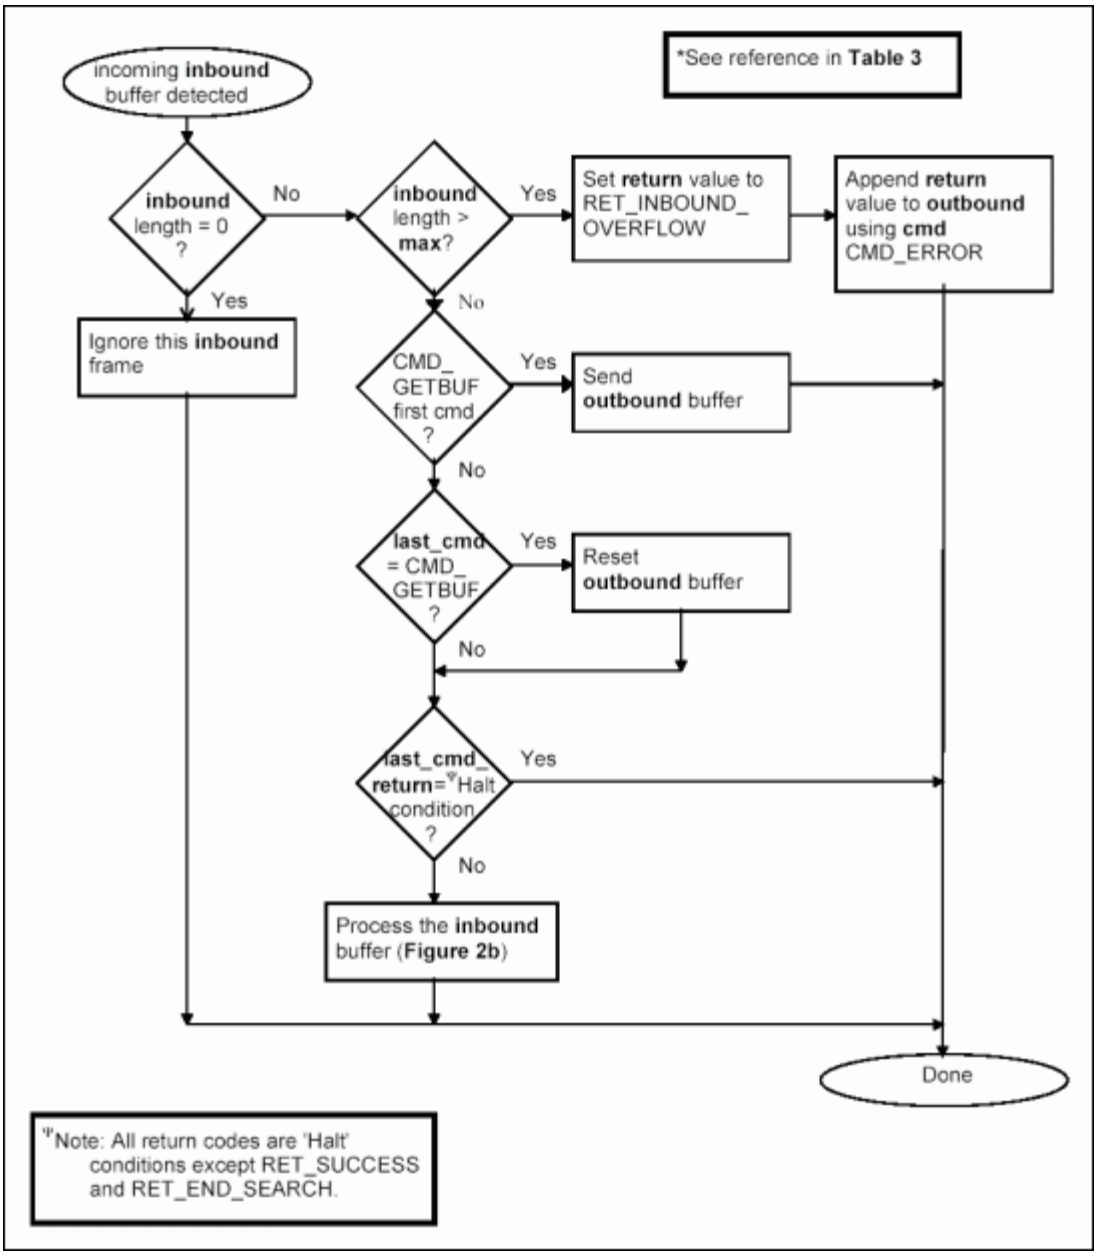 incoming inbound
buffer detected
*See reference in Table 3
inbound
length = 0
?
No
Yes
Ignore this inbound
frame
inbound
length >
max?
Yes
Set return value to
RET_INBOUND_
OVERFLOW
Append return
value to outbound
using cmd
CMD_ERROR
No
CMD_
GETBUF
first cmd
?
Yes
Send
outbound buffer
No
last_cmd
= CMD_
GETBUF
?
Yes
Reset
outbound buffer
No
last_cmd_
return=ΨHalt
condition
?
Yes
No
Process the inbound
buffer (Figure 2b)
Done
ΨNote: All return codes are 'Halt'
conditions except RET_SUCCESS
and RET_END_SEARCH.